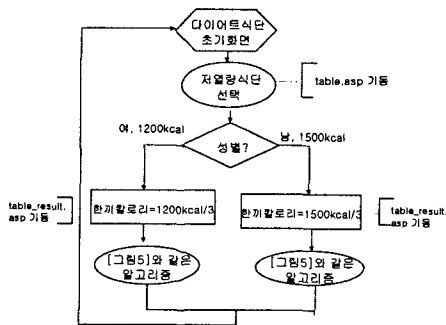 다이어트식단
초기화면
저열량식단
선택
table.asp 기동
여, 1200kcal
남, 1500kcal
성별?
table_result.
asp 기동
한끼칼로리=1200kcal/3
한끼칼로리=1500kcal/3
table_result.
asp 기동
[그림5]와 같은
알고리즘
[그림5]와 같은
알고리즘